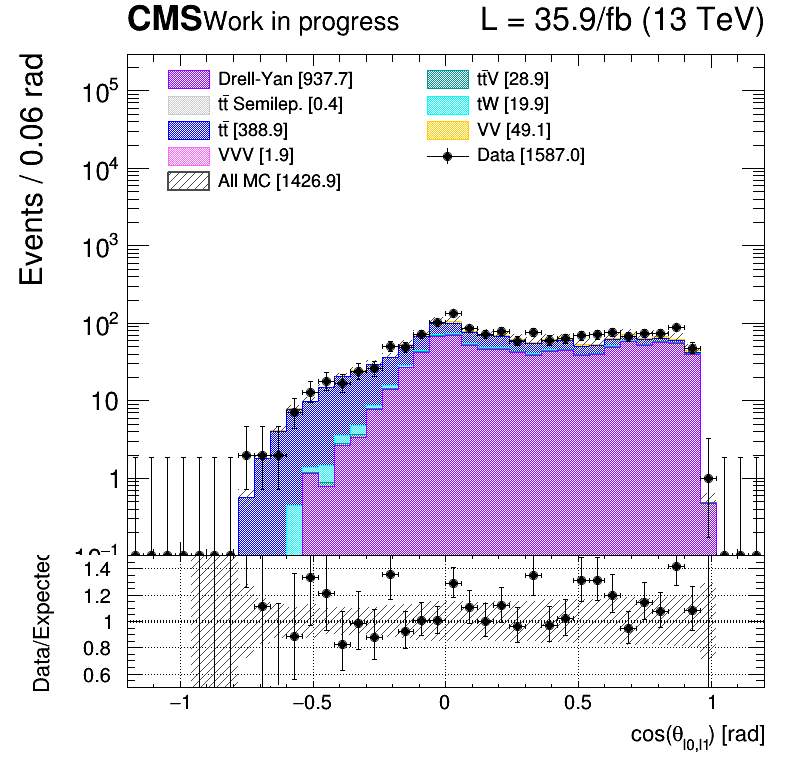 CMS Work in progress L = 35.9/fb (13 TeV)
Events / 0.06 rad
Drell-Yan [937.7]
tt̄ Semilep. [0.4]
tt̄ [388.9]
VVV [1.9]
All MC [1426.9]
tt̄V [28.9]
tW [19.9]
VV [49.1]
Data [1587.0]
10⁵
10⁴
10³
10²
10
1
10⁻¹
Data/Expected
1.4
1.2
1
0.8
0.6
−1 −0.5 0 0.5 1
cos(θ_l0,l1) [rad]